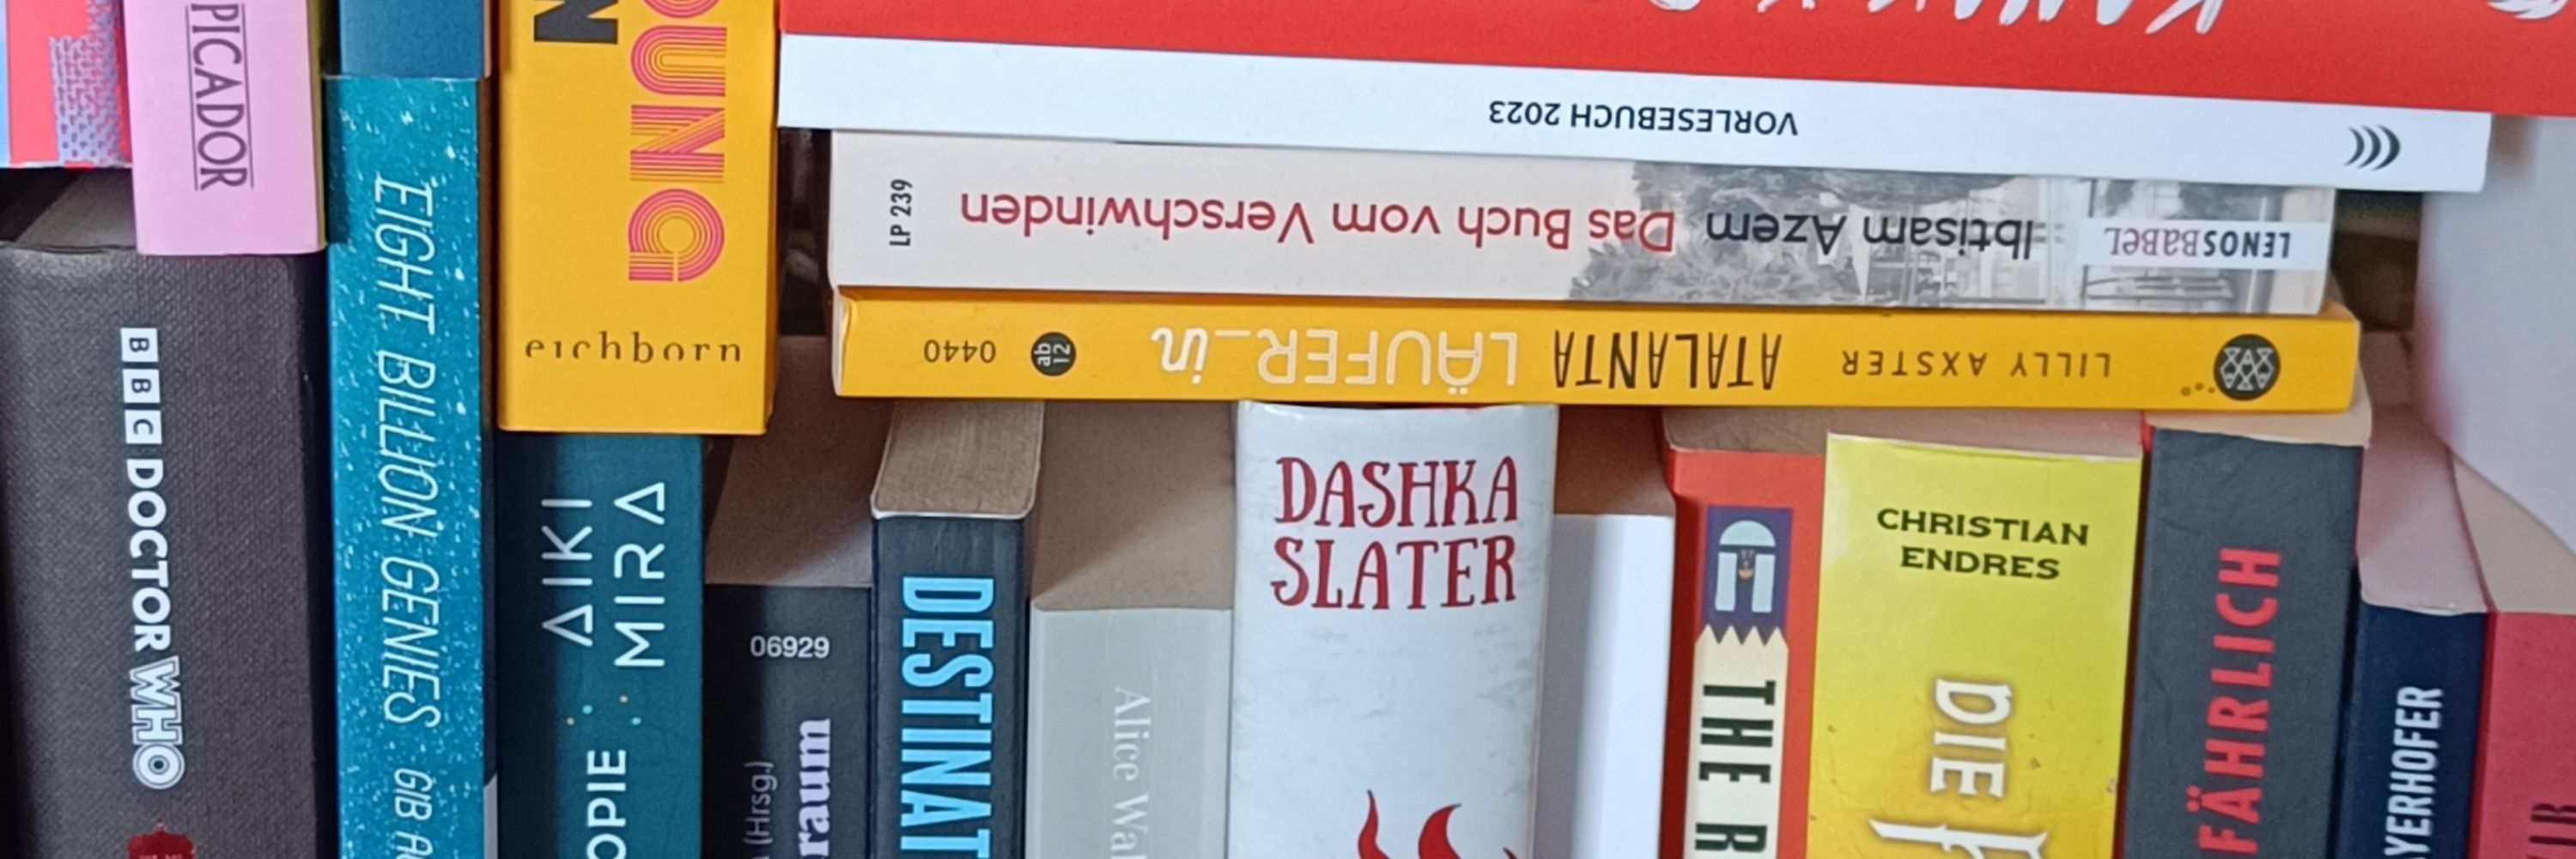 PICADOR
BBC DOCTOR WHO
EIGHT BILLION GENIES
GIB
eichborn
AIKI
MIRA
VORLESEBUCH 2023
LENOS BABEL
Ibtisam Azem Das Buch vom Verschwinden
LP 239
LILLY AXSTER ATALANTA LÄUFER_in
ab 12
0440
06929
(Hrsg.)
raum
DESTINAT
Alice Wal
DASHKA
SLATER
THE R
CHRISTIAN
ENDRES
DIE
FÄHRLICH
YERHOFER